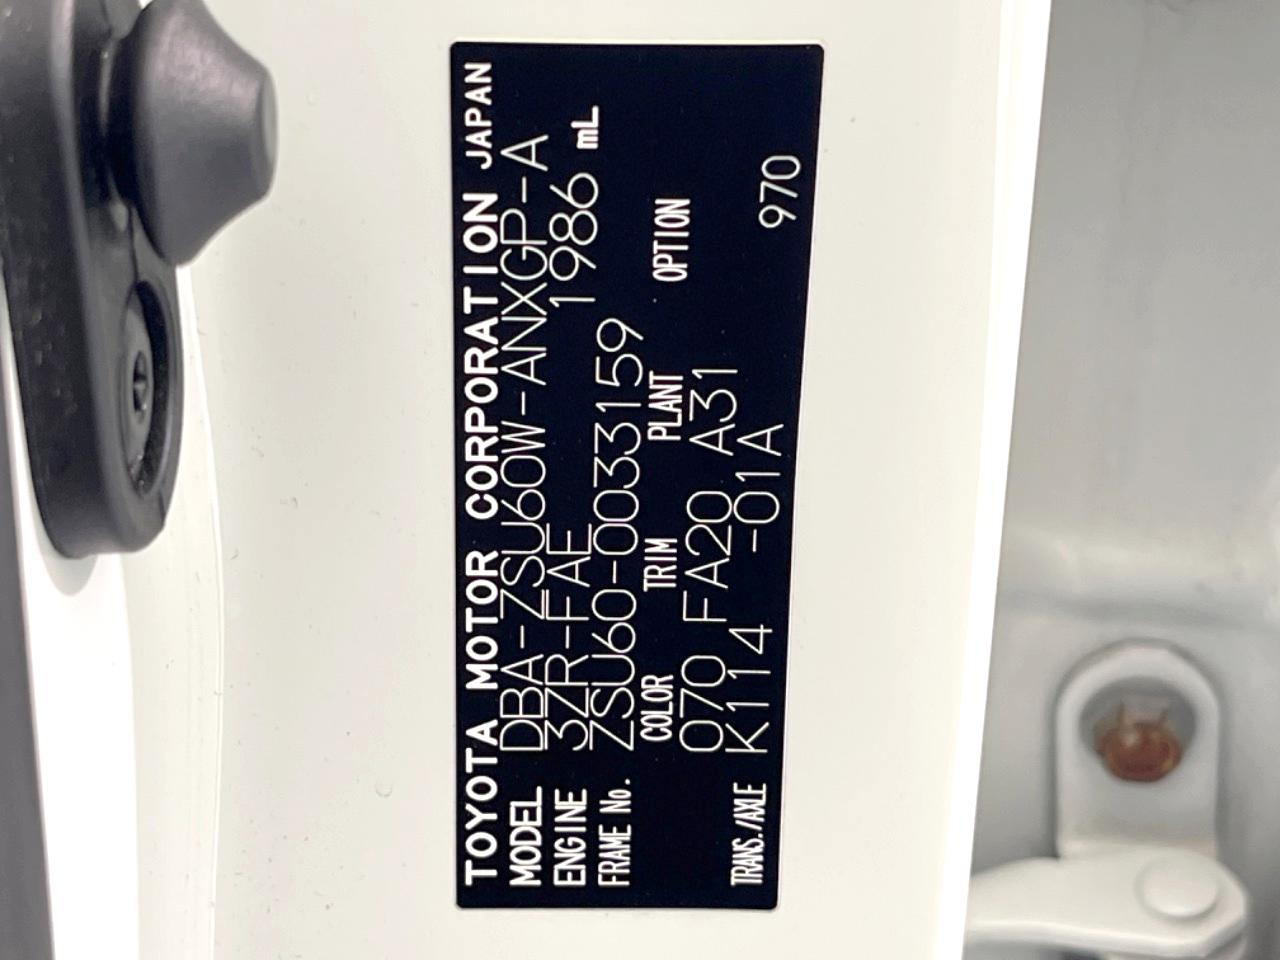 TOYOTA MOTOR CORPORATION JAPAN
MODEL DBA-ZSU60W-ANXGP-A
ENGINE 3ZR-FAE 1986 mL
FRAME No. ZSU60-0033159
COLOR TRIM PLANT OPTION
070 FA20 A31
TRANS./AXLE K114 -01A 970